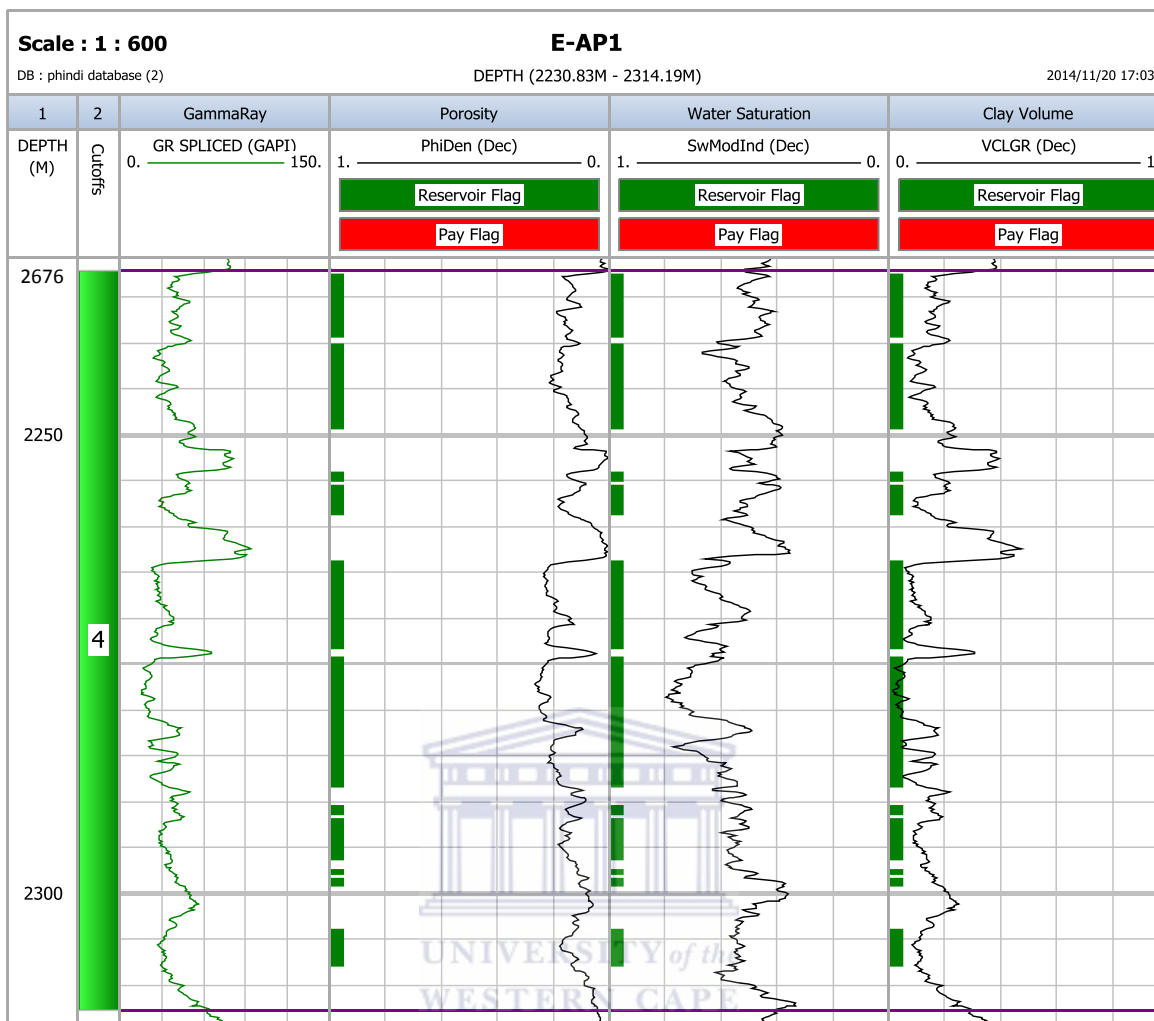 Scale : 1 : 600
E-AP1
DB : phindi database (2)
DEPTH (2230.83M - 2314.19M)
2014/11/20 17:03
1 2 GammaRay Porosity Water Saturation Clay Volume
DEPTH (M)
Cutoffs
GR SPLICED (GAPI)
0. 150.
PhiDen (Dec)
1. 0.
SwModInd (Dec)
1. 0.
VCLGR (Dec)
0. 1
Reservoir Flag Reservoir Flag Reservoir Flag
Pay Flag Pay Flag Pay Flag
2676
2250
4
2300
UNIVERSITY of the
WESTERN CAPE